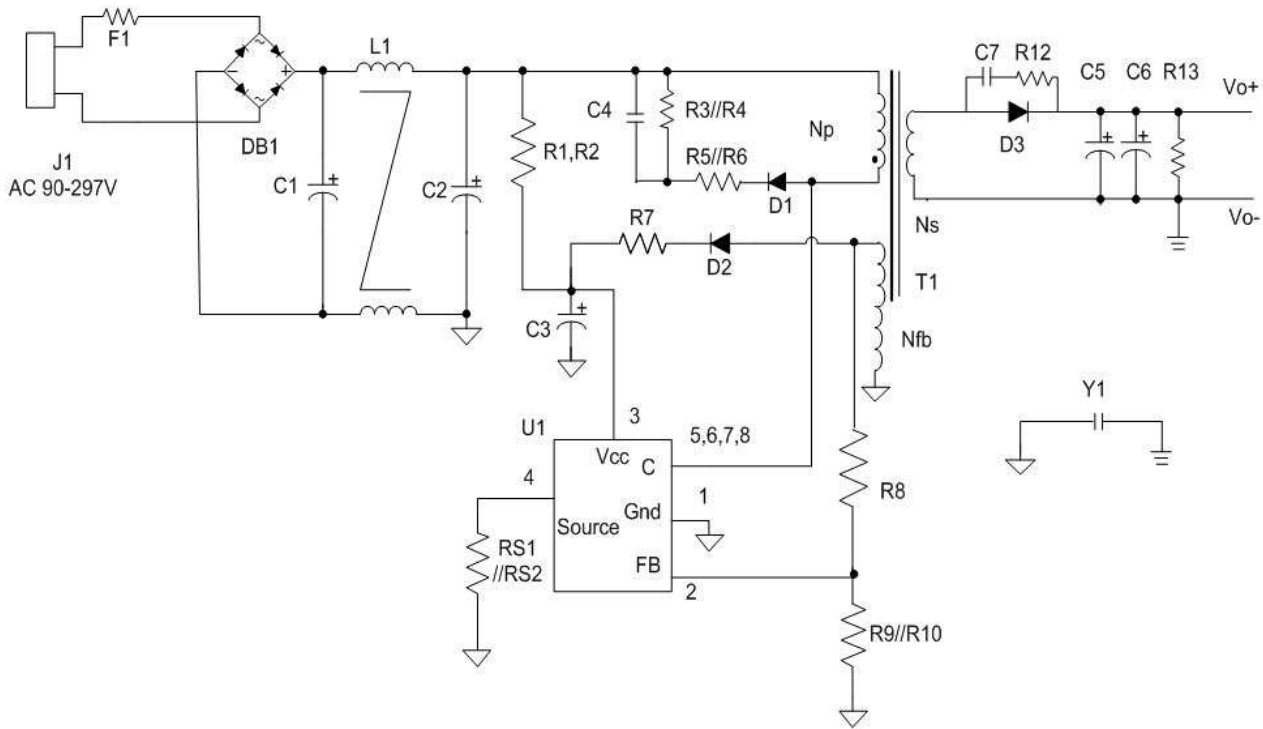 F1
J1
AC 90-297V
~
-
+
~
DB1
L1
C1
+
C2
+
R1,R2
C4
R3//R4
R5//R6
D1
Np
C7
R12
D3
C5
+
C6
+
R13
Vo+
Vo-
Ns
T1
Nfb
R7
D2
C3
+
U1
3
Vcc
5,6,7,8
C
4
Source
1
Gnd
FB
2
RS1
//RS2
R8
R9//R10
Y1